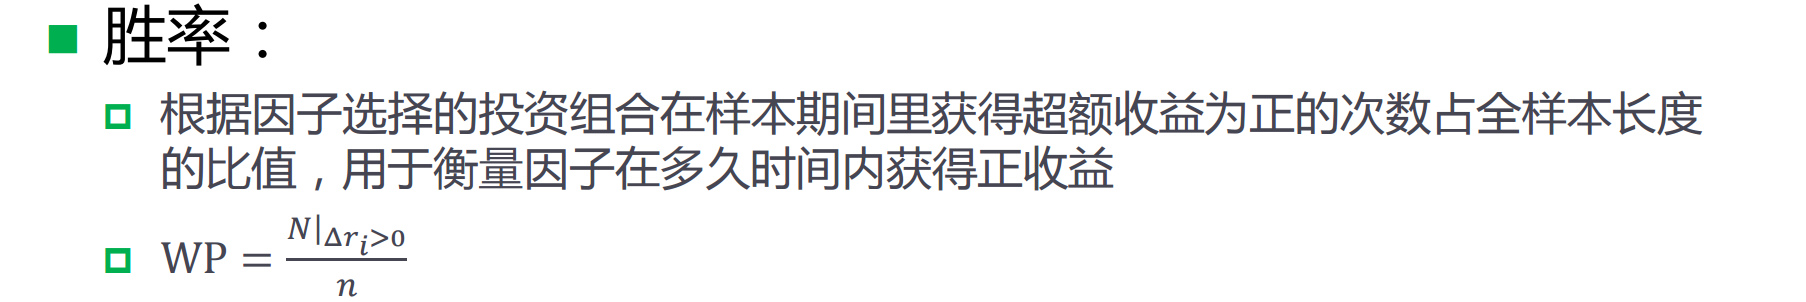 胜率：
根据因子选择的投资组合在样本期间里获得超额收益为正的次数占全样本长度
的比值，用于衡量因子在多久时间内获得正收益
WP = \frac{N|_{\Delta r_i>0}}{n}